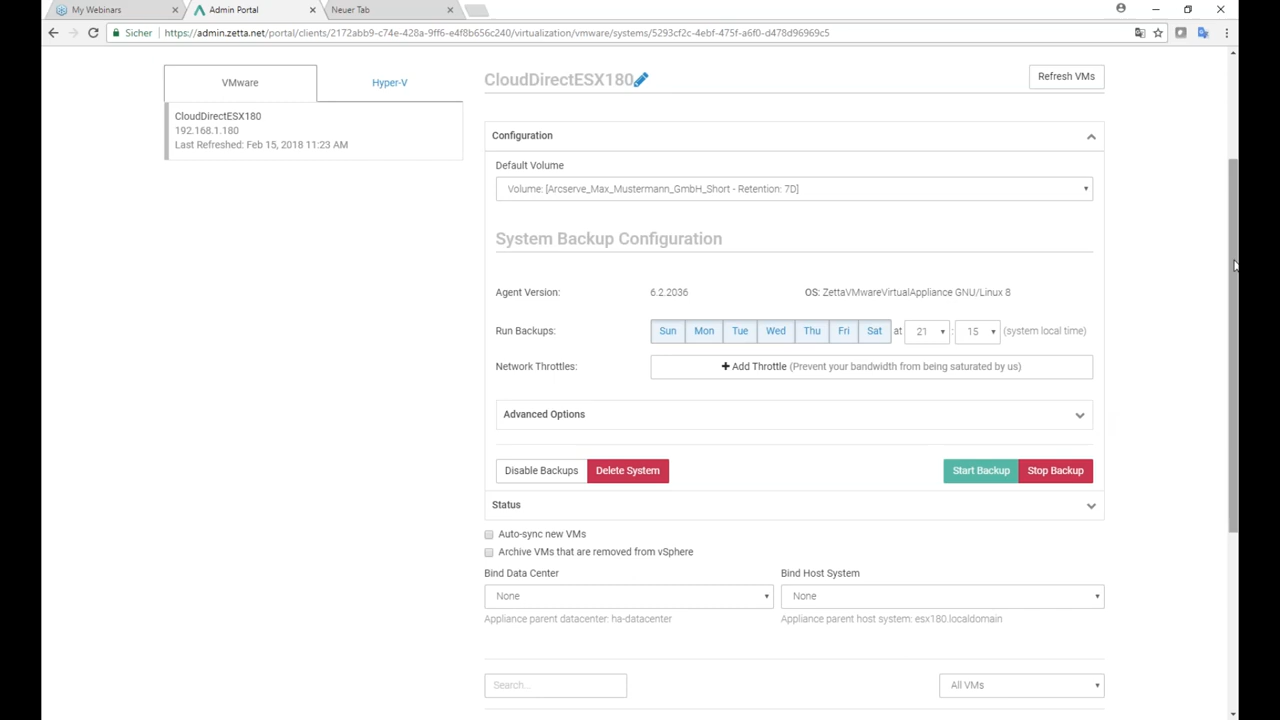 My Webinars
Admin Portal
Neuer Tab
Sicher
https://admin.zetta.net/portal/clients/2172abb9-c74e-428a-9ff6-e4f8b656c240/virtualization/vmware/systems/5293cf2c-4ebf-475f-a6f0-d478d96969c5
VMware
Hyper-V
CloudDirectESX180
192.168.1.180
Last Refreshed: Feb 15, 2018 11:23 AM
CloudDirectESX180
Refresh VMs
Configuration
Default Volume
Volume: [Arcserve_Max_Mustermann_GmbH_Short - Retention: 7D]
System Backup Configuration
Agent Version: 6.2.2036 OS: ZettaVMwareVirtualAppliance GNU/Linux 8
Run Backups: Sun Mon Tue Wed Thu Fri Sat at 21 : 15 (system local time)
Network Throttles: + Add Throttle (Prevent your bandwidth from being saturated by us)
Advanced Options
Disable Backups Delete System Start Backup Stop Backup
Status
Auto-sync new VMs
Archive VMs that are removed from vSphere
Bind Data Center Bind Host System
None None
Appliance parent datacenter: ha-datacenter Appliance parent host system: esx180.localdomain
Search... All VMs